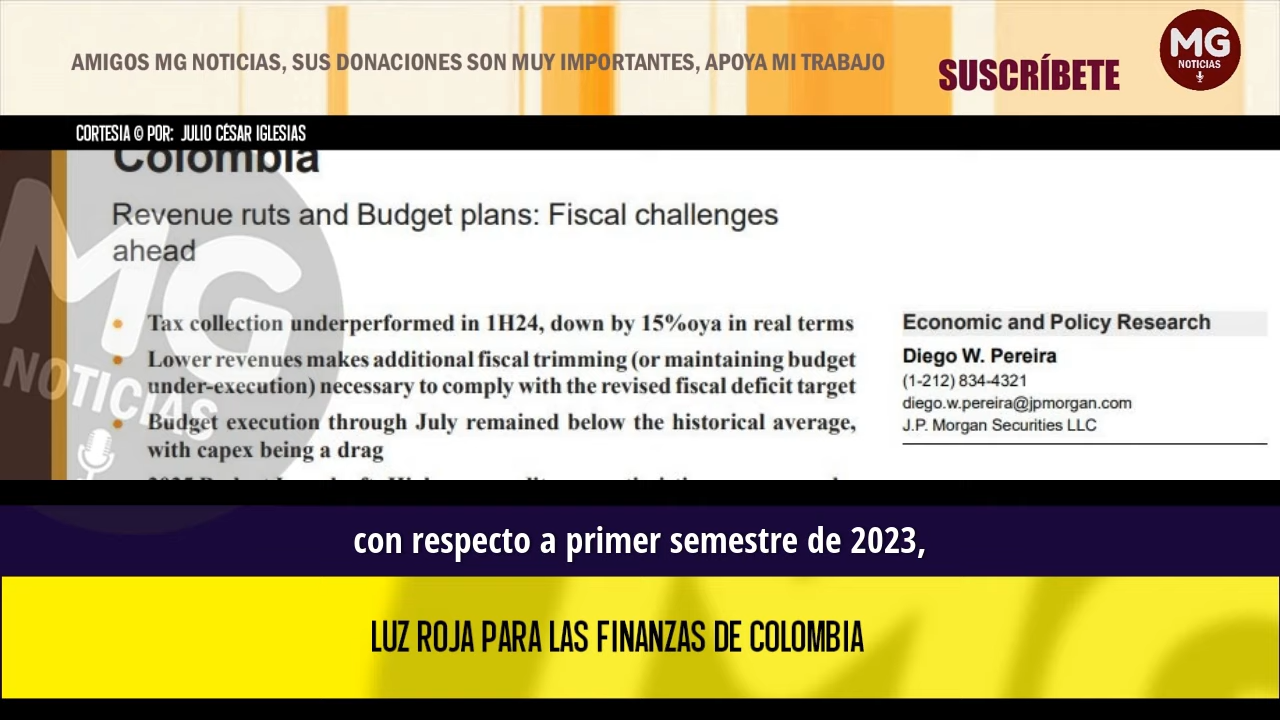 AMIGOS MG NOTICIAS, SUS DONACIONES SON MUY IMPORTANTES, APOYA MI TRABAJO
SUSCRÍBETE
MG
NOTICIAS
CORTESIA © POR: JULIO CÉSAR IGLESIAS
Colombia
Revenue ruts and Budget plans: Fiscal challenges
ahead
• Tax collection underperformed in 1H24, down by 15%oya in real terms
• Lower revenues makes additional fiscal trimming (or maintaining budget
under-execution) necessary to comply with the revised fiscal deficit target
• Budget execution through July remained below the historical average,
with capex being a drag
Economic and Policy Research
Diego W. Pereira
(1-212) 834-4321
diego.w.pereira@jpmorgan.com
J.P. Morgan Securities LLC
MG
NOTICIAS
con respecto a primer semestre de 2023,
LUZ ROJA PARA LAS FINANZAS DE COLOMBIA